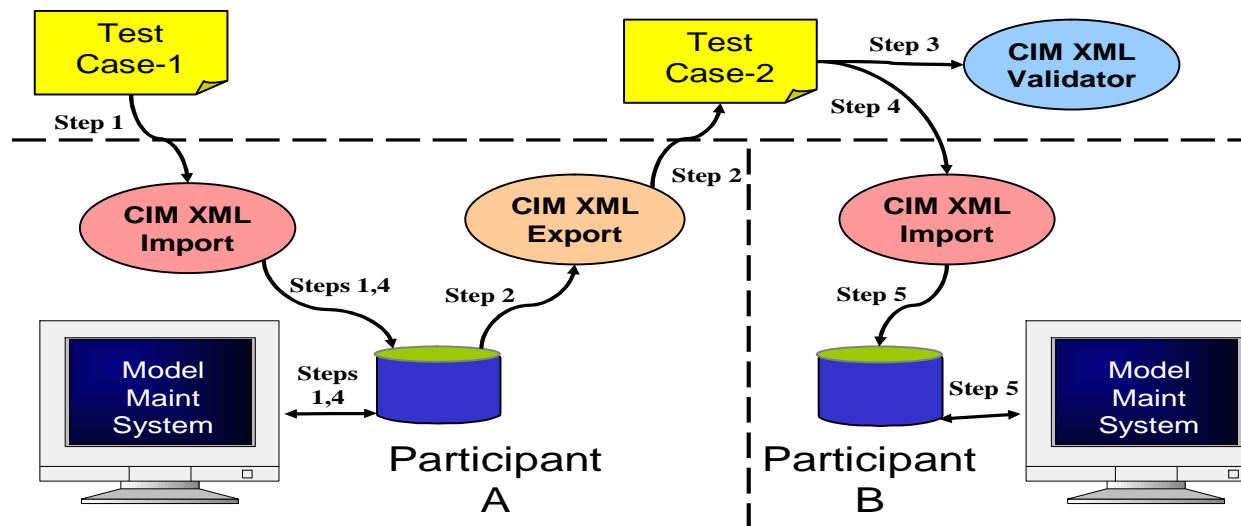 Test
Case-1
Test
Case-2
Step 3
CIM XML
Validator
Step 1
Step 4
Step 2
CIM XML
Import
CIM XML
Export
CIM XML
Import
Steps 1,4
Step 2
Step 5
Model
Maint
System
Steps
1,4
Step 5
Model
Maint
System
Participant
A
Participant
B